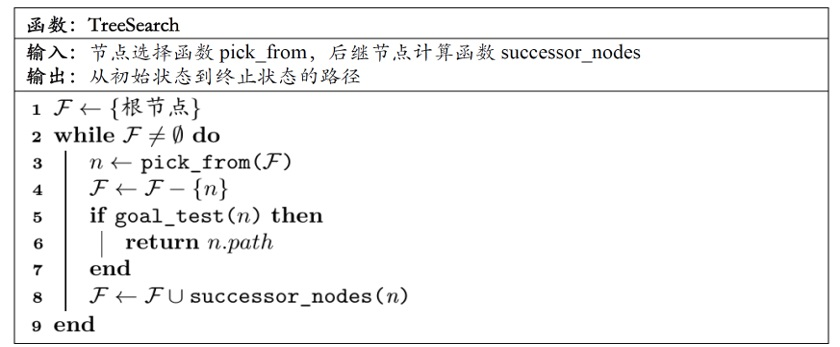 函数：TreeSearch
输入：节点选择函数 pick_from，后继节点计算函数 successor_nodes
输出：从初始状态到终止状态的路径
1 ℱ ← {根节点}
2 while ℱ ≠ ∅ do
3 n ← pick_from(ℱ)
4 ℱ ← ℱ − {n}
5 if goal_test(n) then
6 return n.path
7 end
8 ℱ ← ℱ ∪ successor_nodes(n)
9 end